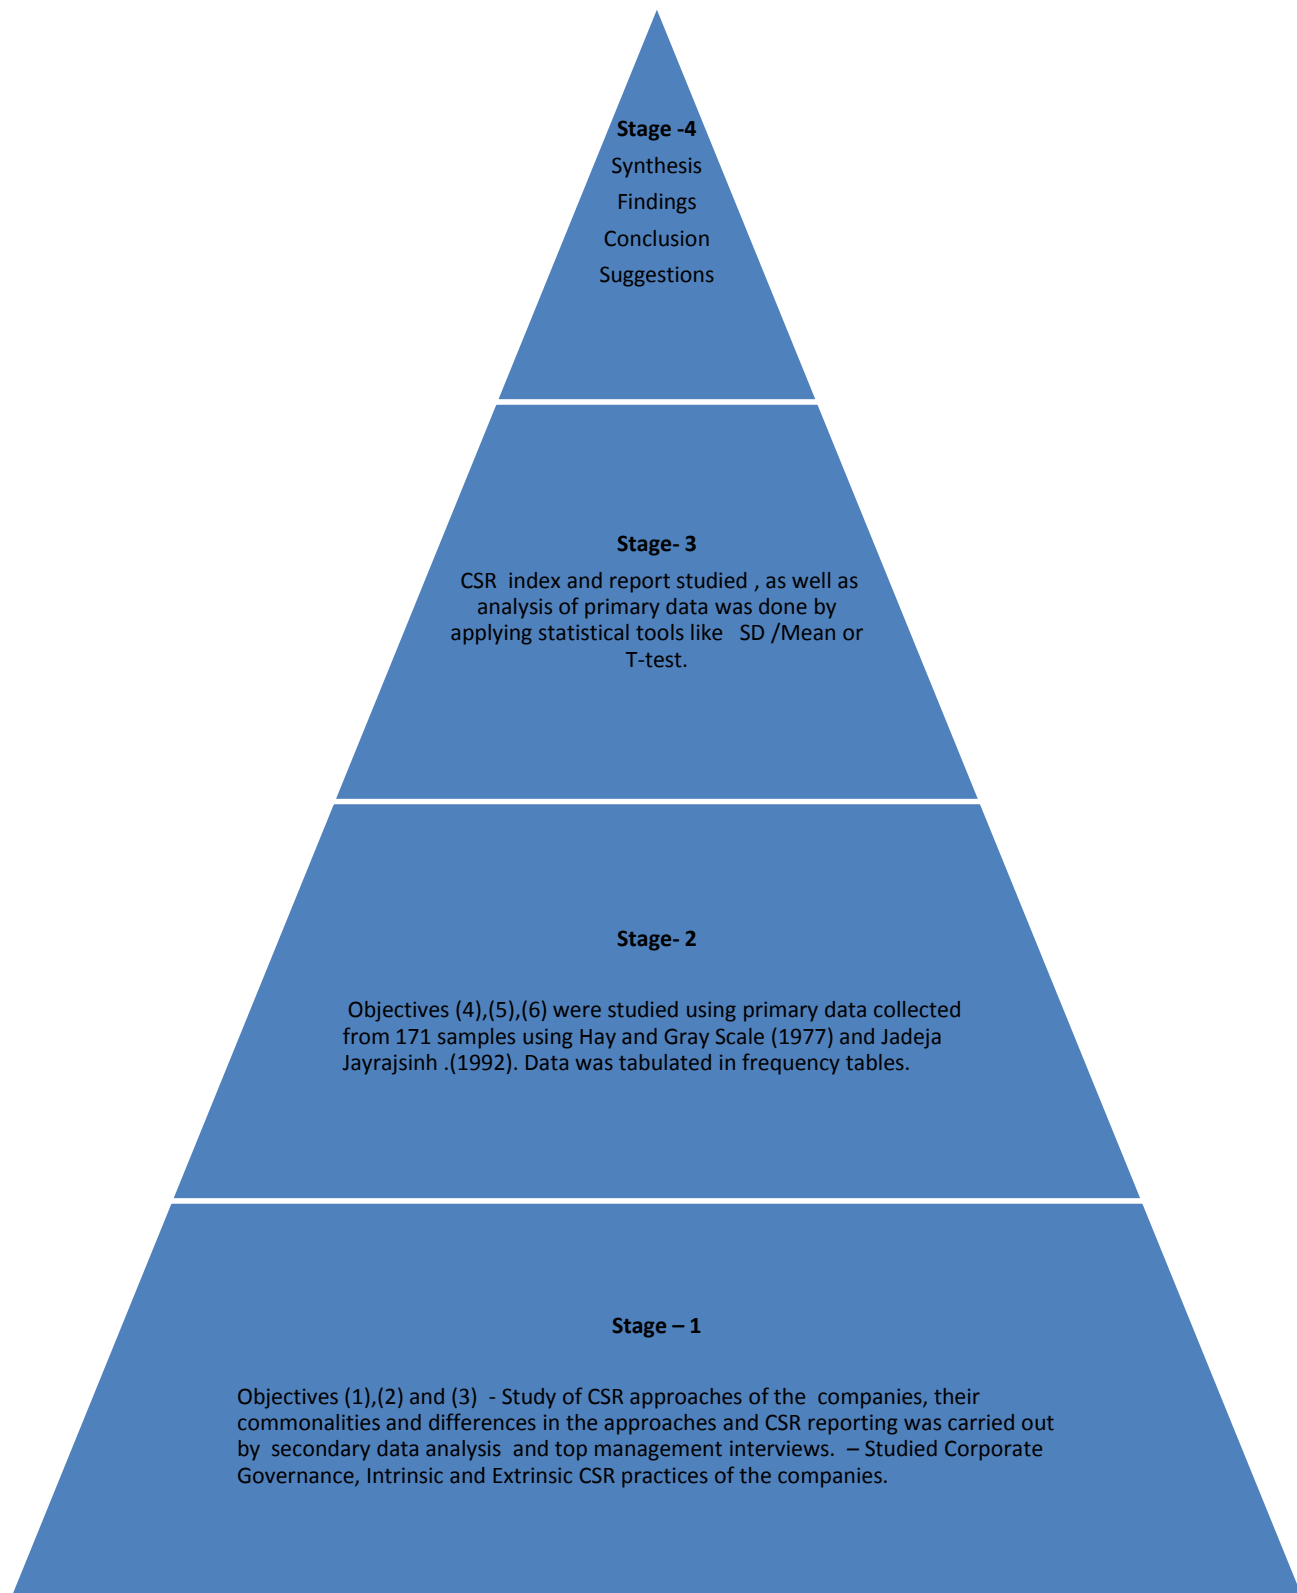 Stage -4
Synthesis
Findings
Conclusion
Suggestions
Stage- 3
CSR  index and report studied , as well as
analysis of primary data was done by
applying statistical tools like   SD /Mean or
T-test.
Stage- 2
Objectives (4),(5),(6) were studied using primary data collected
from 171 samples using Hay and Gray Scale (1977) and Jadeja
Jayrajsinh .(1992). Data was tabulated in frequency tables.
Stage – 1
Objectives (1),(2) and (3)  - Study of CSR approaches of the  companies, their
commonalities and differences in the approaches and CSR reporting was carried out
by  secondary data analysis  and top management interviews.  – Studied Corporate
Governance, Intrinsic and Extrinsic CSR practices of the companies.